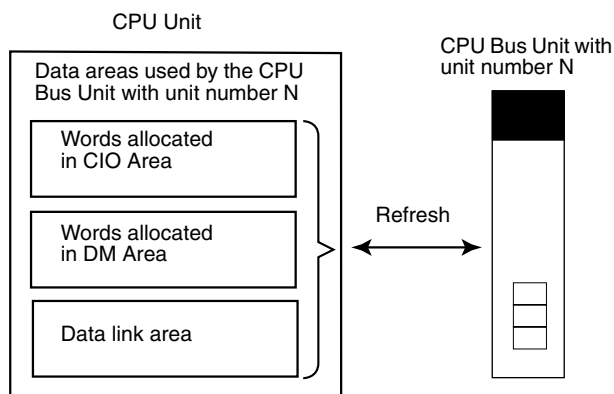 CPU Unit
CPU Bus Unit with
unit number N
Data areas used by the CPU
Bus Unit with unit number N
Words allocated
in CIO Area
Words allocated
in DM Area
Refresh
Data link area